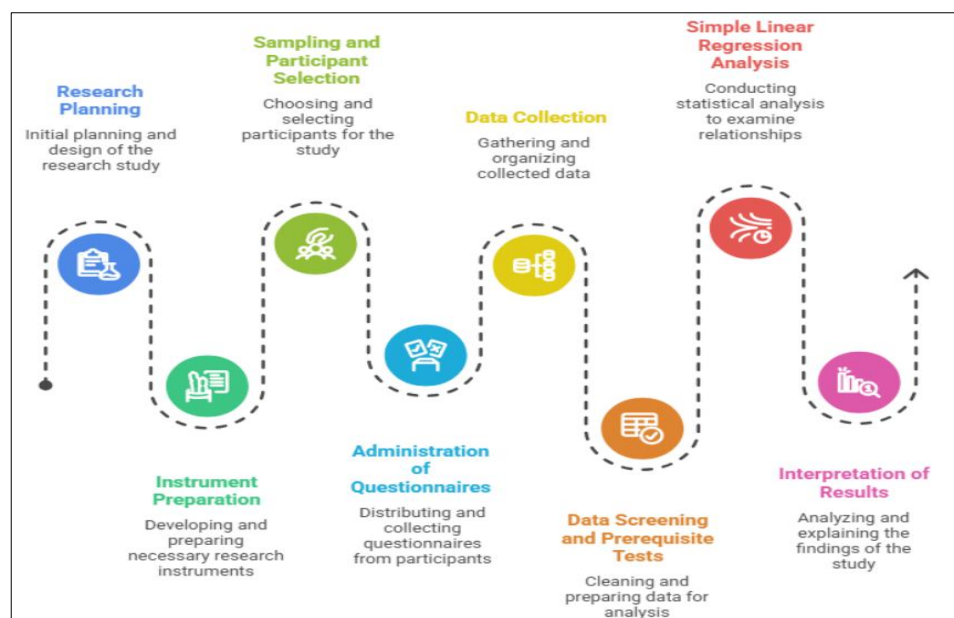 Research
Planning
Initial planning and
design of the
research study
Instrument
Preparation
Developing and
preparing
necessary research
instruments
Sampling and
Participant
Selection
Choosing and
selecting
participants for the
study
Administration
of
Questionnaires
Distributing and
collecting
questionnaires
from participants
Data Collection
Gathering and
organizing
collected data
Data Screening
and Prerequisite
Tests
Cleaning and
preparing data for
analysis
Simple Linear
Regression
Analysis
Conducting
statistical analysis
to examine
relationships
Interpretation of
Results
Analyzing and
explaining the
findings of the
study